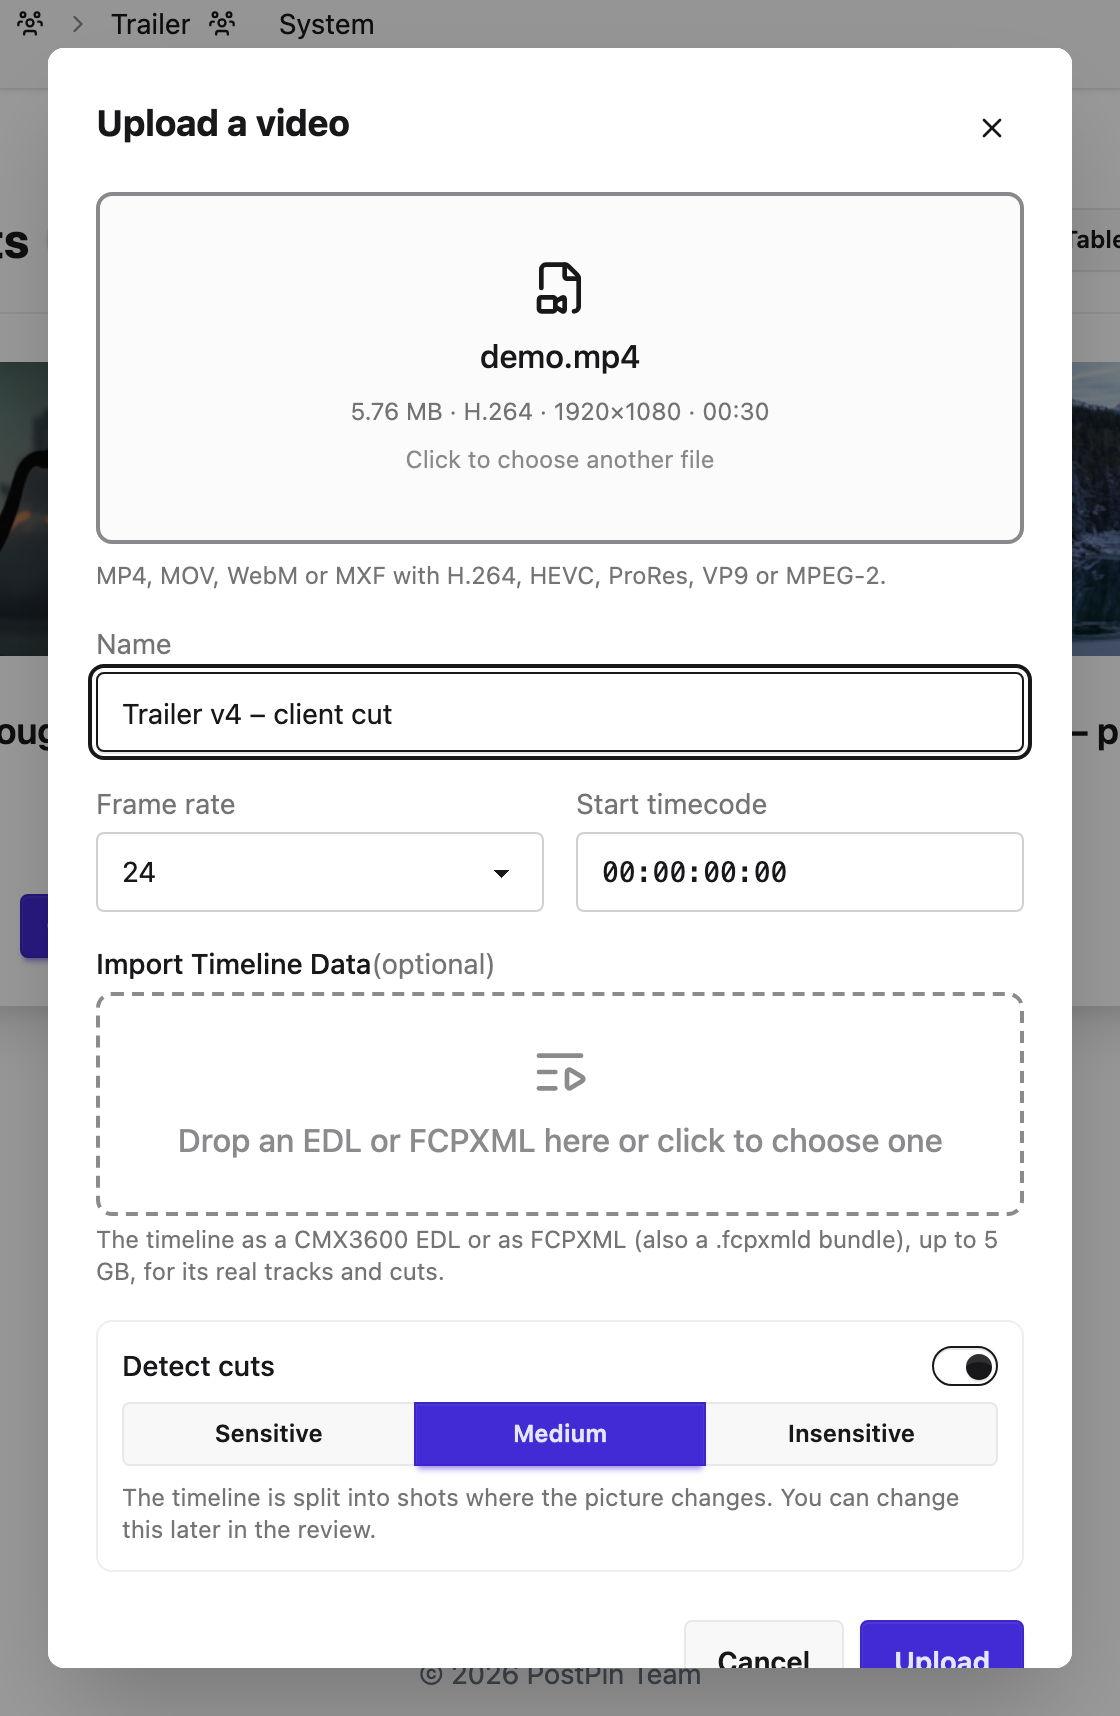 Trailer
System
Upload a video
ts
Table
demo.mp4
5.76 MB · H.264 · 1920×1080 · 00:30
Click to choose another file
MP4, MOV, WebM or MXF with H.264, HEVC, ProRes, VP9 or MPEG-2.
Name
Trailer v4 – client cut
Frame rate
Start timecode
24
00:00:00:00
Import Timeline Data(optional)
Drop an EDL or FCPXML here or click to choose one
The timeline as a CMX3600 EDL or as FCPXML (also a .fcpxmld bundle), up to 5
GB, for its real tracks and cuts.
Detect cuts
Sensitive
Medium
Insensitive
The timeline is split into shots where the picture changes. You can change
this later in the review.
Cancel
Upload
© 2026 PostPin Team